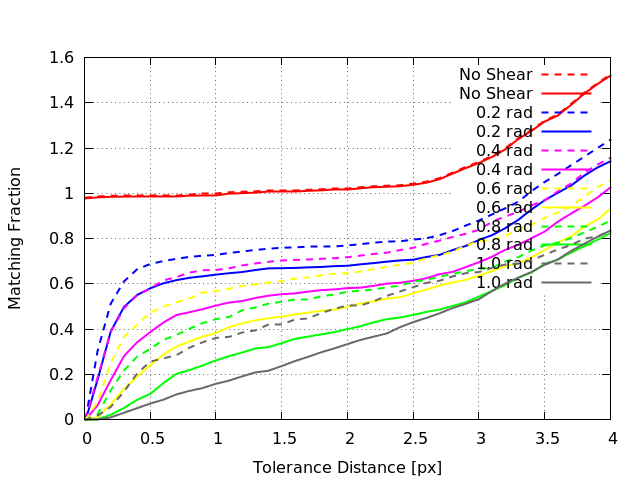 1.6
1.4
1.2
1
0.8
0.6
0.4
0.2
0
Matching Fraction
No Shear
No Shear
0.2 rad
0.2 rad
0.4 rad
0.4 rad
0.6 rad
0.6 rad
0.8 rad
0.8 rad
1.0 rad
1.0 rad
0 0.5 1 1.5 2 2.5 3 3.5 4
Tolerance Distance [px]